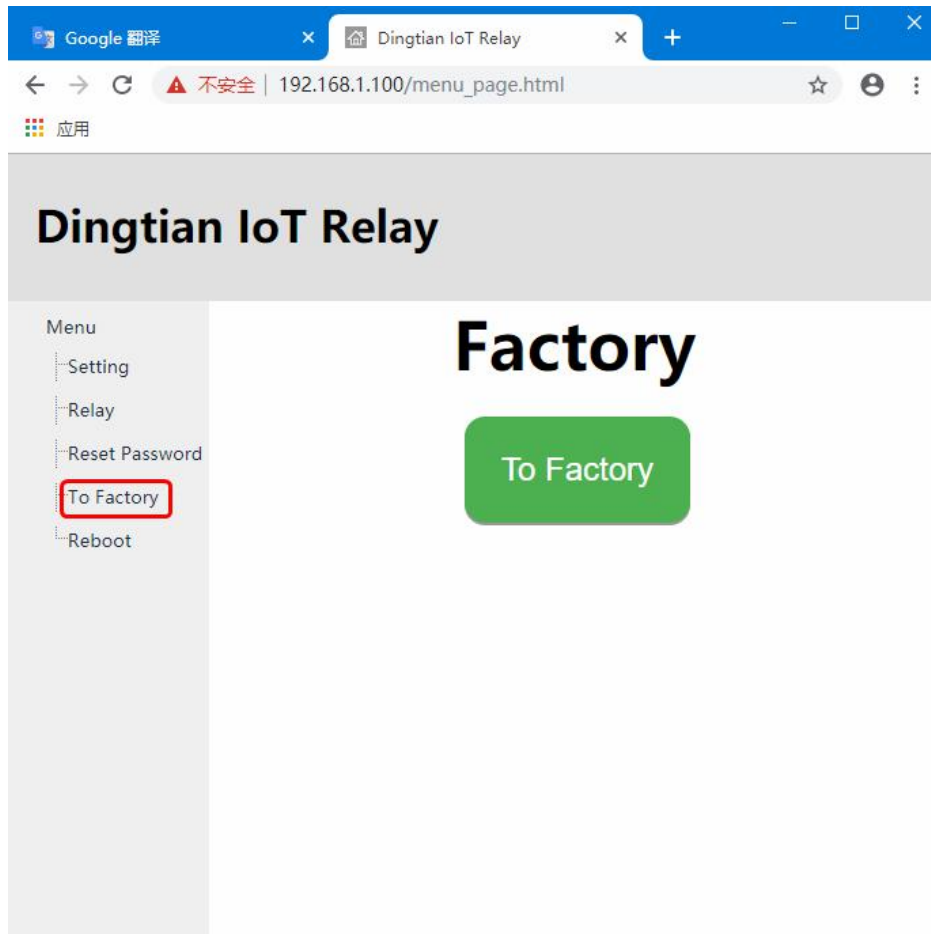 Google 翻译
Dingtian IoT Relay
不安全 | 192.168.1.100/menu_page.html
应用
Dingtian IoT Relay
Menu
Setting
Relay
Reset Password
To Factory
Reboot
Factory
To Factory